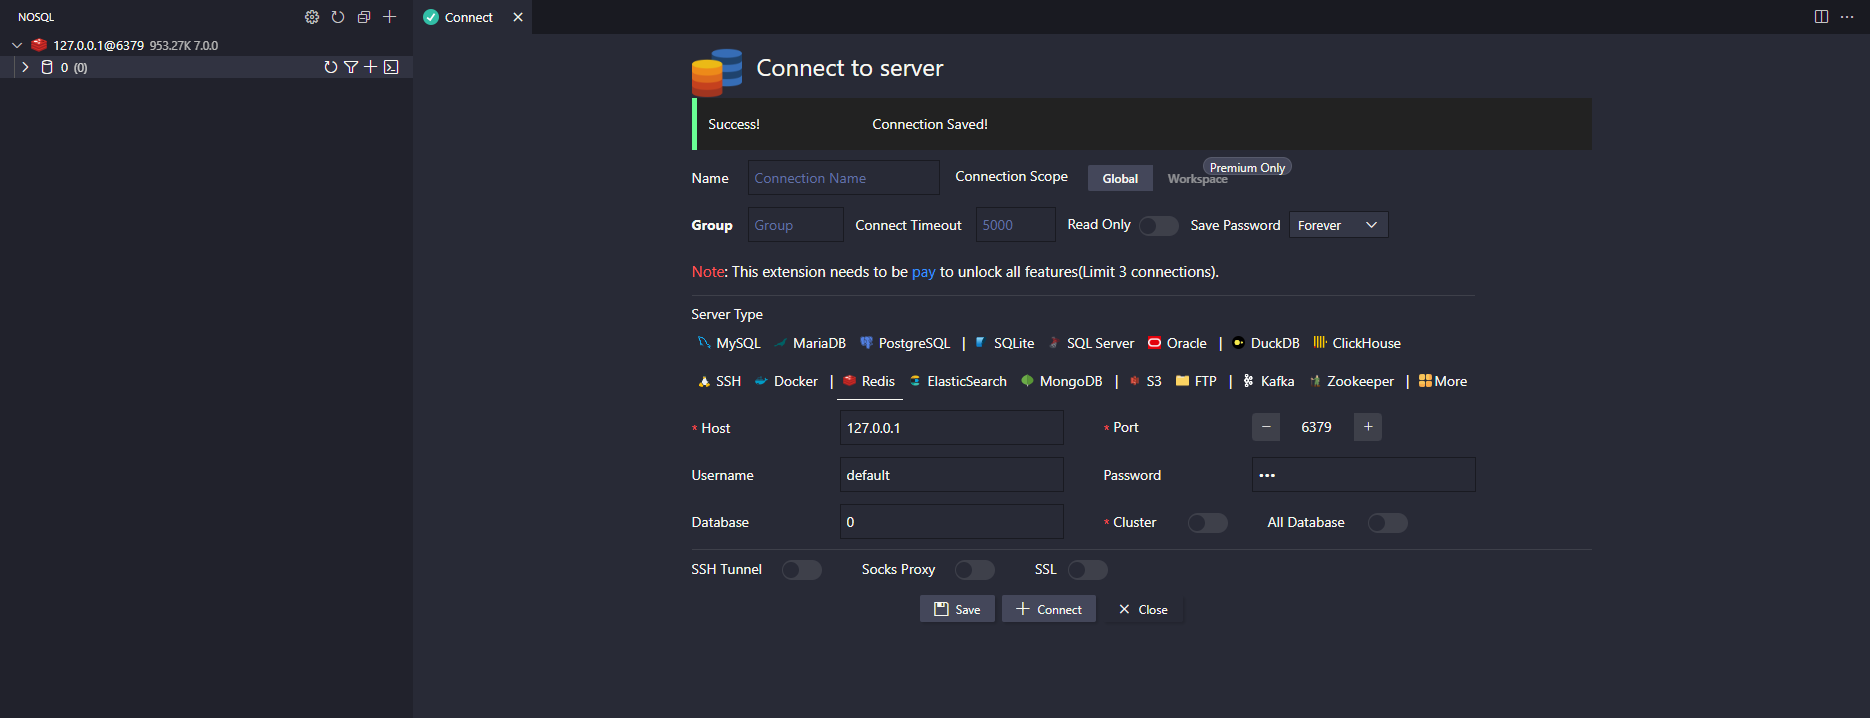 NOSQL
127.0.0.1@6379 953.27K 7.0.0
0 (0)
Connect
Connect to server
Success! Connection Saved!
Name Connection Name Connection Scope Global Workspace Premium Only
Group Group Connect Timeout 5000 Read Only Save Password Forever
Note: This extension needs to be pay to unlock all features(Limit 3 connections).
Server Type
MySQL MariaDB PostgreSQL | SQLite SQL Server Oracle | DuckDB ClickHouse
SSH Docker | Redis ElasticSearch MongoDB | S3 FTP | Kafka Zookeeper | More
* Host 127.0.0.1 * Port − 6379 +
Username default Password •••
Database 0 * Cluster All Database
SSH Tunnel Socks Proxy SSL
Save Connect Close